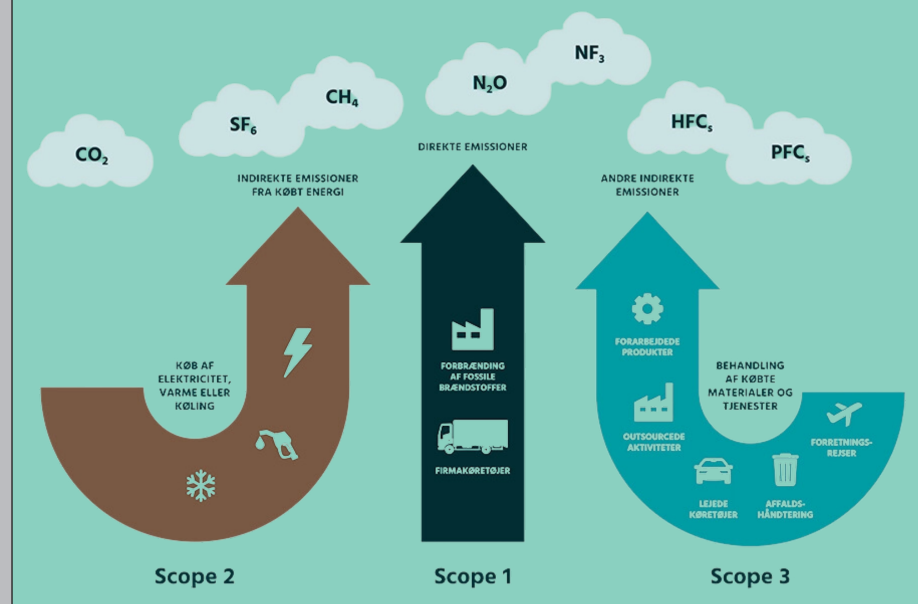 CO₂
SF₆
CH₄
N₂O
NF₃
HFCₛ
PFCₛ
INDIREKTE EMISSIONER
FRA KØBT ENERGI
DIREKTE EMISSIONER
ANDRE INDIREKTE
EMISSIONER
KØB AF
ELEKTRICITET,
VARME ELLER
KØLING
FORBRÆNDING
AF FOSSILE
BRÆNDSTOFFER
FIRMAKØRETØJER
FORARBEJDEDE
PRODUKTER
OUTSOURCEDE
AKTIVITETER
LEJEDE
KØRETØJER
AFFALDS-
HÅNDTERING
FORRETNINGS-
REJSER
BEHANDLING
AF KØBTE
MATERIALER OG
TJENESTER
Scope 2
Scope 1
Scope 3